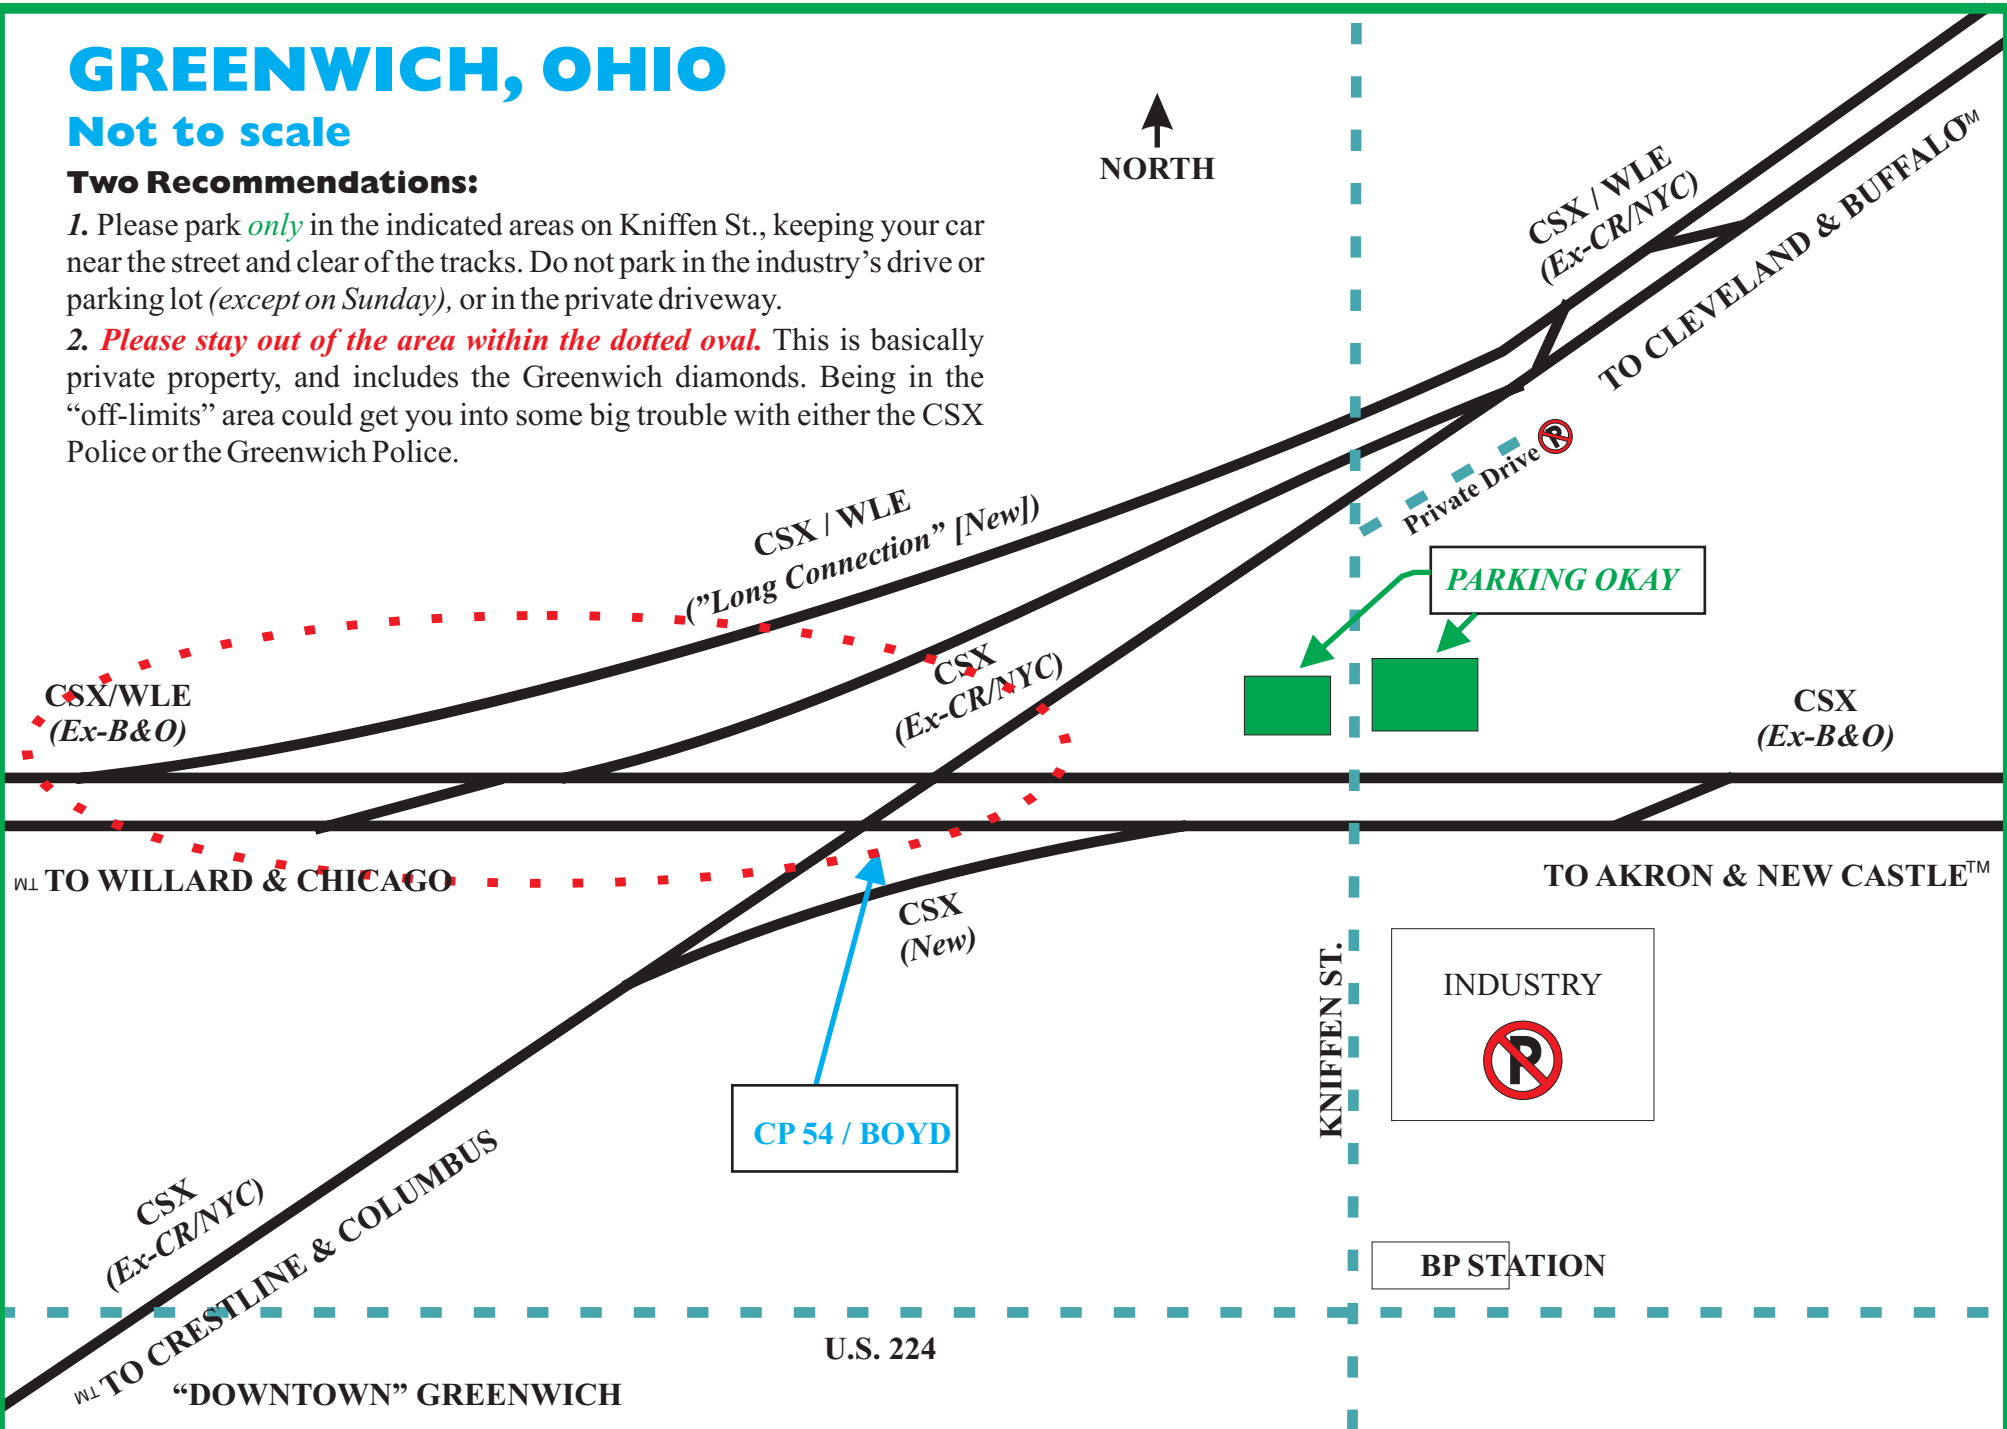 GREENWICH, OHIO
Not to scale
Two Recommendations:
1. Please park only in the indicated areas on Kniffen St., keeping your car
near the street and clear of the tracks. Do not park in the industry's drive or
parking lot (except on Sunday), or in the private driveway.
2. Please stay out of the area within the dotted oval. This is basically
private property, and includes the Greenwich diamonds. Being in the
“off-limits” area could get you into some big trouble with either the CSX
Police or the Greenwich Police.
NORTH
CSX / WLE
(Ex-CR/NYC)
TO CLEVELAND & BUFFALO™
Private Drive
P
CSX / WLE
(”Long Connection” [New])
PARKING OKAY
CSX
(Ex-CR/NYC)
CSX/WLE
(Ex-B&O)
CSX
(Ex-B&O)
™ TO WILLARD & CHICAGO
TO AKRON & NEW CASTLE™
CSX
(New)
KNIFFEN ST.
INDUSTRY
P
CP 54 / BOYD
CSX
(Ex-CR/NYC)
™ TO CRESTLINE & COLUMBUS
BP STATION
U.S. 224
“DOWNTOWN” GREENWICH